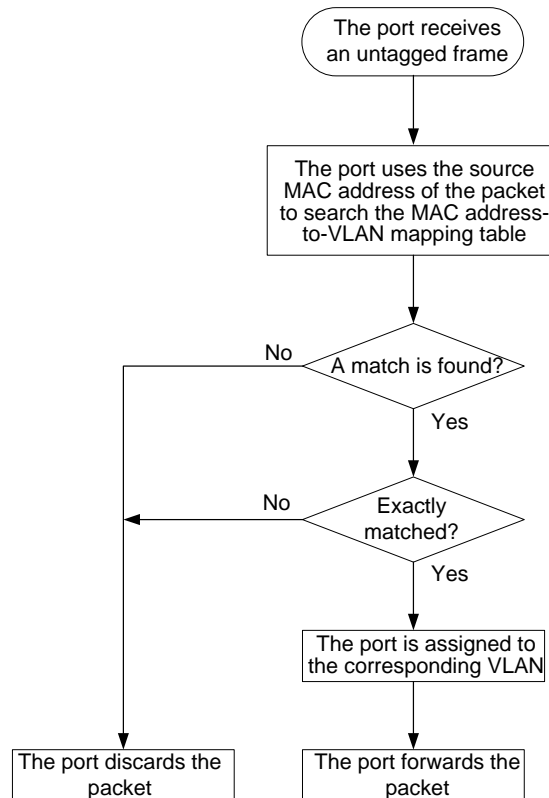 The port receives
an untagged frame
The port uses the source
MAC address of the packet
to search the MAC address-
to-VLAN mapping table
No
A match is found?
Yes
No
Exactly
matched?
Yes
The port is assigned to
the corresponding VLAN
The port discards the
packet
The port forwards the
packet